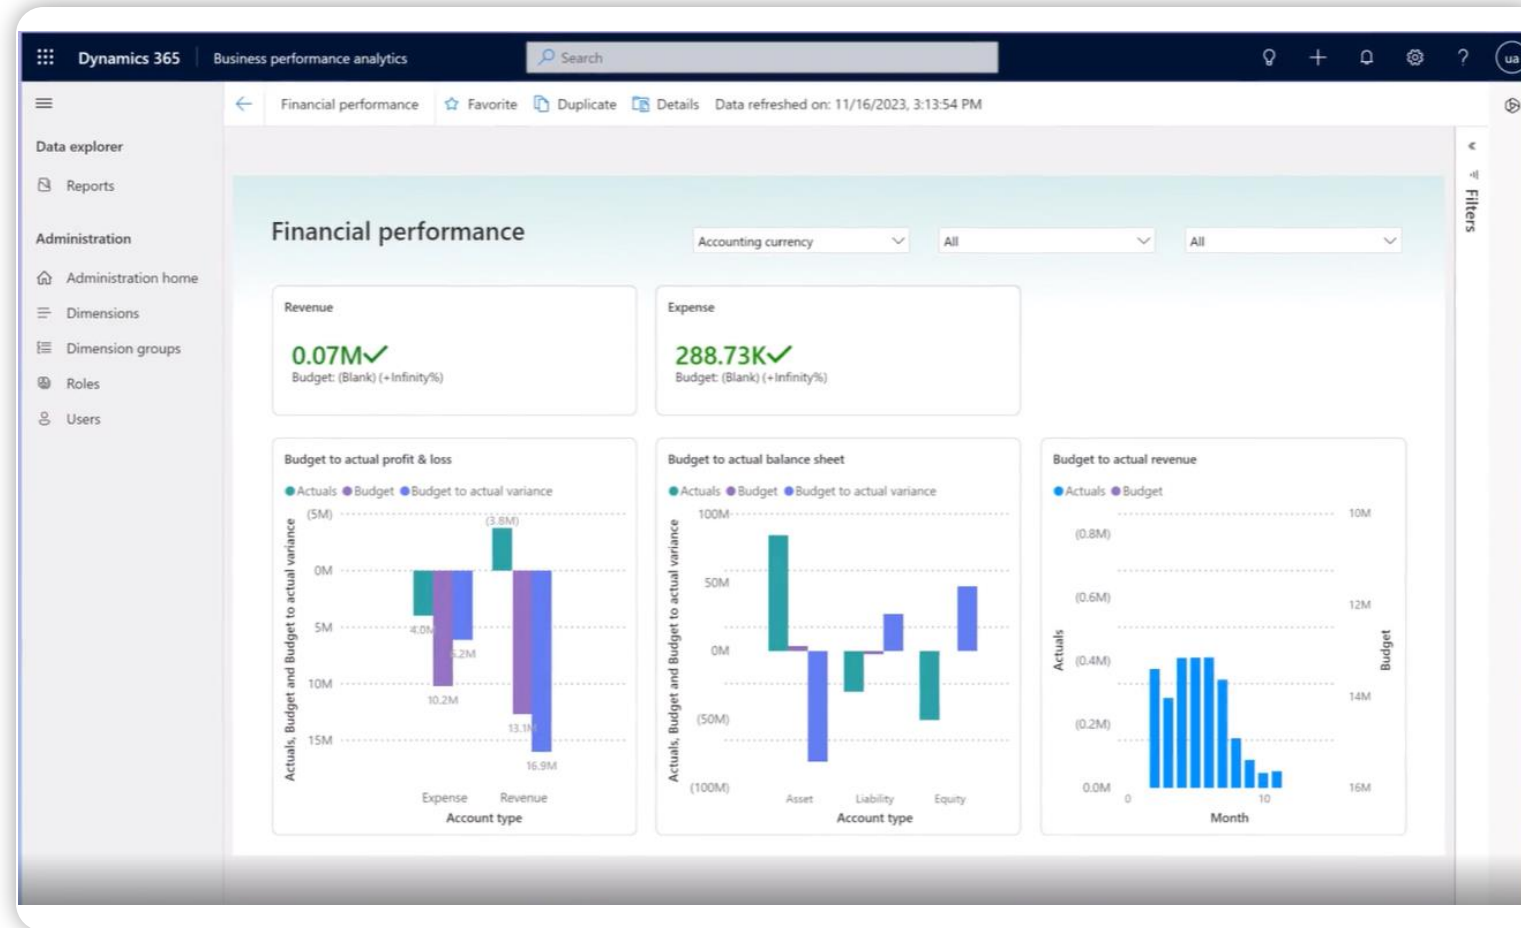 Dynamics 365 Business performance analytics Search ? ua
Financial performance Favorite Duplicate Details Data refreshed on: 11/16/2023, 3:13:54 PM
Data explorer
Reports
Administration
Administration home
Dimensions
Dimension groups
Roles
Users
Filters
Financial performance
Accounting currency All All
Revenue
0.07M
Budget: (Blank) (+Infinity%)
Expense
288.73K
Budget: (Blank) (+Infinity%)
Budget to actual profit & loss
Actuals Budget Budget to actual variance
Actuals, Budget and Budget to actual variance
(5M)
0M
5M
10M
15M
(3.8M)
4.0M
10.2M
13.1M
16.9M
Expense Revenue
Account type
Budget to actual balance sheet
Actuals Budget Budget to actual variance
Actuals, Budget and Budget to actual variance
100M
50M
0M
(50M)
(100M)
Asset Liability Equity
Account type
Budget to actual revenue
Actuals Budget
Actuals
(0.8M)
(0.6M)
(0.4M)
(0.2M)
0.0M
10M
12M
14M
16M
Budget
0 10
Month